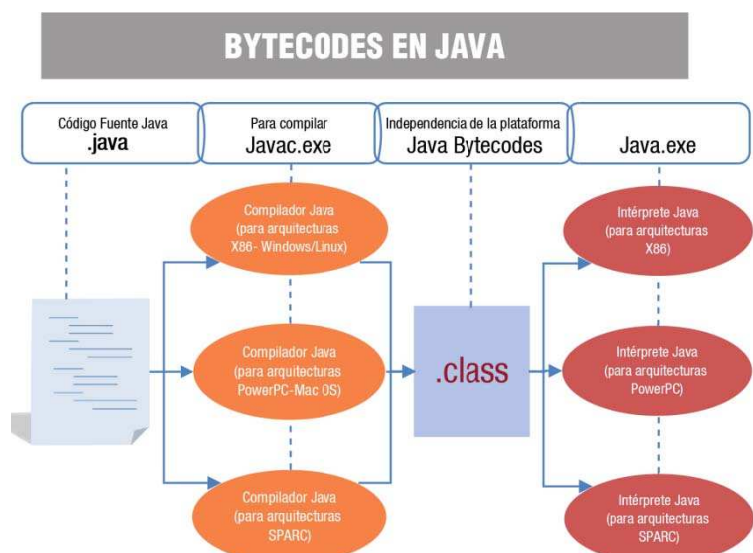 BYTECODES EN JAVA
Código Fuente Java
.java
Para compilar
Javac.exe
Independencia de la plataforma
Java Bytecodes
Java.exe
Compilador Java
(para arquitecturas
X86- Windows/Linux)
Compilador Java
(para arquitecturas
PowerPC-Mac OS)
Compilador Java
(para arquitecturas
SPARC)
.class
Intérprete Java
(para arquitecturas
X86)
Intérprete Java
(para arquitecturas
PowerPC)
Intérprete Java
(para arquitecturas
SPARC)